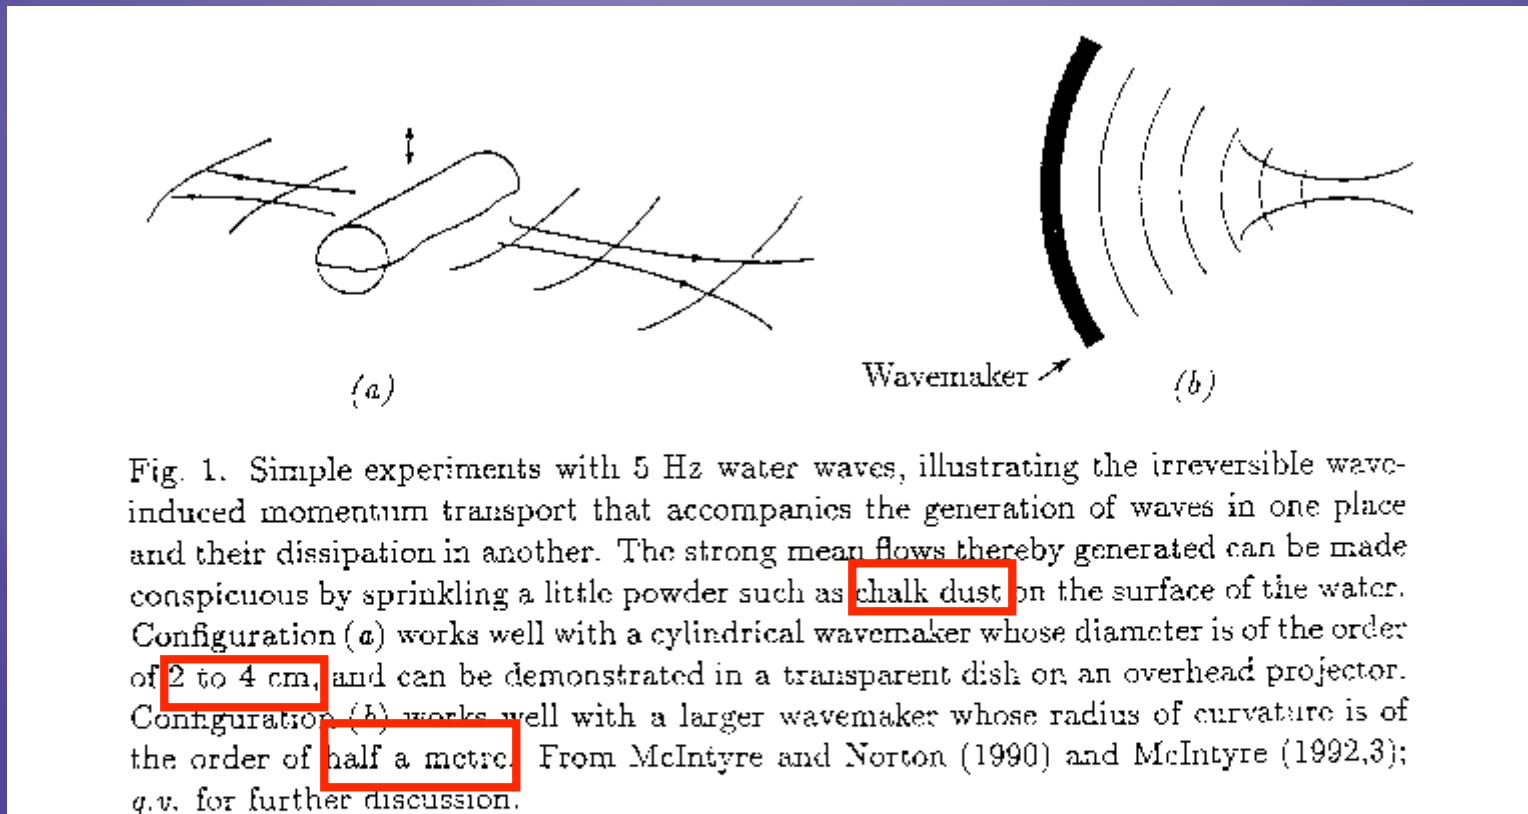 (a)
Wavemaker
(b)
Fig. 1. Simple experiments with 5 Hz water waves, illustrating the irreversible wave-
induced momentum transport that accompanies the generation of waves in one place
and their dissipation in another. The strong mean flows thereby generated can be made
conspicuous by sprinkling a little powder such as chalk dust on the surface of the water.
Configuration (a) works well with a cylindrical wavemaker whose diameter is of the order
of 2 to 4 cm, and can be demonstrated in a transparent dish on an overhead projector.
Configuration (b) works well with a larger wavemaker whose radius of curvature is of
the order of half a metre. From McIntyre and Norton (1990) and McIntyre (1992,3);
q.v. for further discussion.